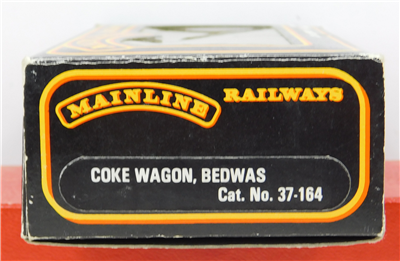 MAINLINE RAILWAYS
COKE WAGON, BEDWAS
Cat. No. 37-164